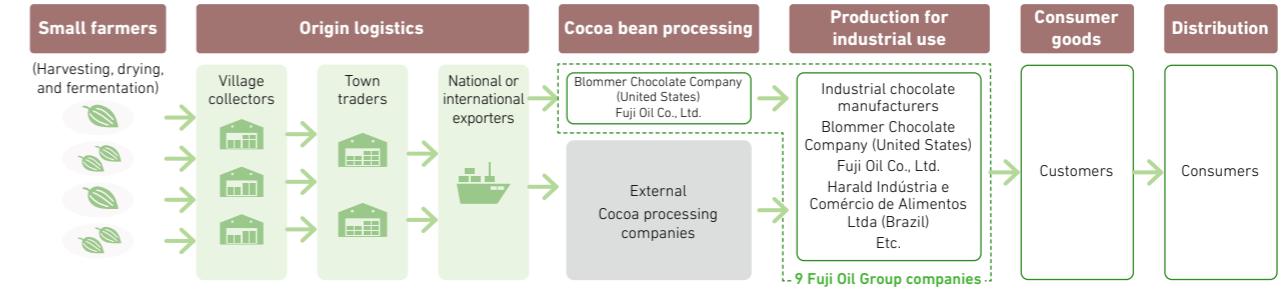 Small farmers
(Harvesting, drying,
and fermentation)
Origin logistics
Village
collectors
Town
traders
National or
international
exporters
Cocoa bean processing
Blommer Chocolate Company
(United States)
Fuji Oil Co., Ltd.
External
Cocoa processing
companies
Production for
industrial use
Industrial chocolate
manufacturers
Blommer Chocolate
Company (United States)
Fuji Oil Co., Ltd.
Harald Indústria e
Comércio de Alimentos
Ltda (Brazil)
Etc.
9 Fuji Oil Group companies
Consumer
goods
Customers
Distribution
Consumers